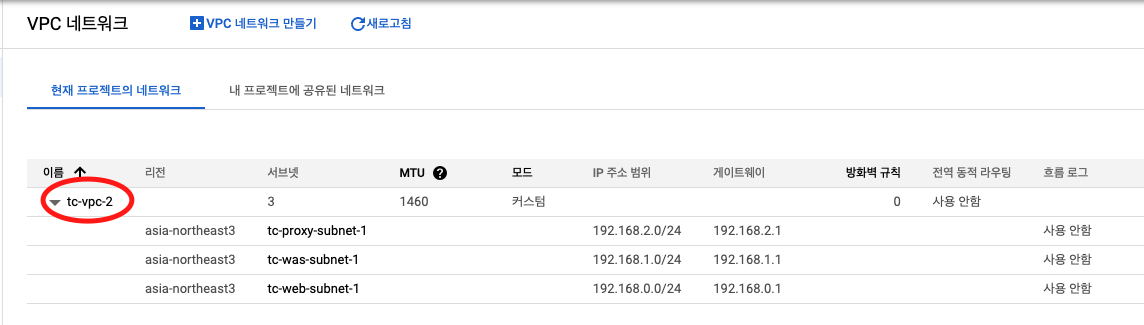 VPC 네트워크 VPC 네트워크 만들기 새로고침
현재 프로젝트의 네트워크 내 프로젝트에 공유된 네트워크
이름 리전 서브넷 MTU ? 모드 IP 주소 범위 게이트웨이 방화벽 규칙 전역 동적 라우팅 흐름 로그
tc-vpc-2 3 1460 커스텀 0 사용 안함
asia-northeast3 tc-proxy-subnet-1 192.168.2.0/24 192.168.2.1 사용 안함
asia-northeast3 tc-was-subnet-1 192.168.1.0/24 192.168.1.1 사용 안함
asia-northeast3 tc-web-subnet-1 192.168.0.0/24 192.168.0.1 사용 안함